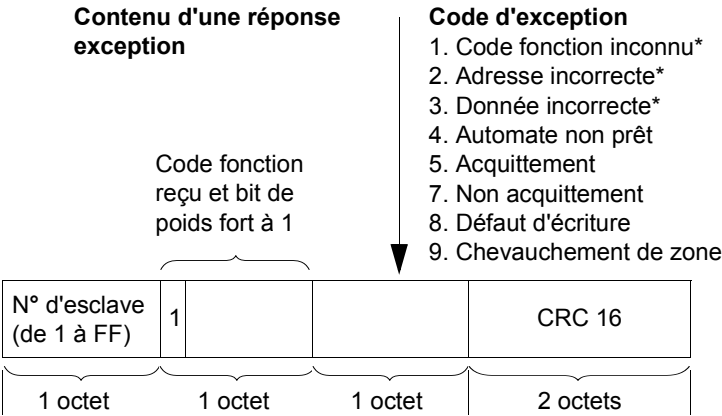 Contenu d'une réponse
exception
Code d'exception
1. Code fonction inconnu*
2. Adresse incorrecte*
3. Donnée incorrecte*
4. Automate non prêt
5. Acquittement
7. Non acquittement
8. Défaut d'écriture
9. Chevauchement de zone
Code fonction
reçu et bit de
poids fort à 1
N° d'esclave
(de 1 à FF)
1
CRC 16
1 octet
1 octet
1 octet
2 octets